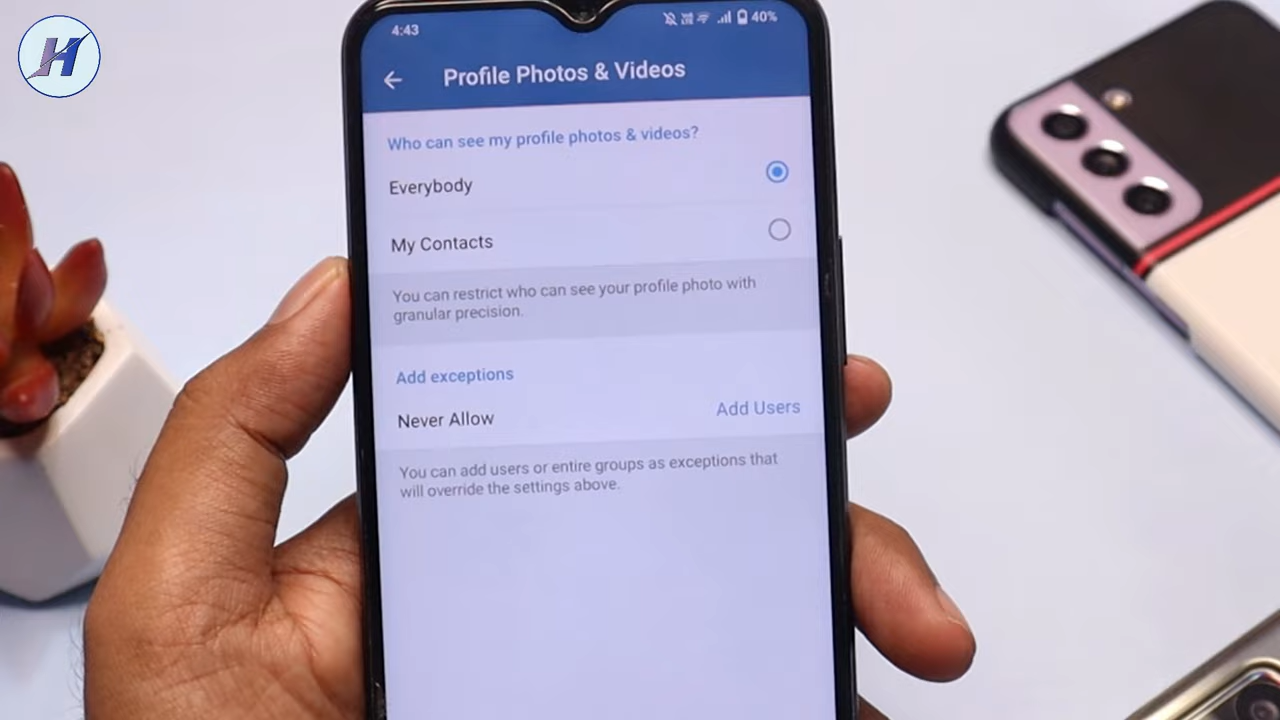 H
4:43
40%
Profile Photos & Videos
Who can see my profile photos & videos?
Everybody
My Contacts
You can restrict who can see your profile photo with
granular precision.
Add exceptions
Never Allow
Add Users
You can add users or entire groups as exceptions that
will override the settings above.